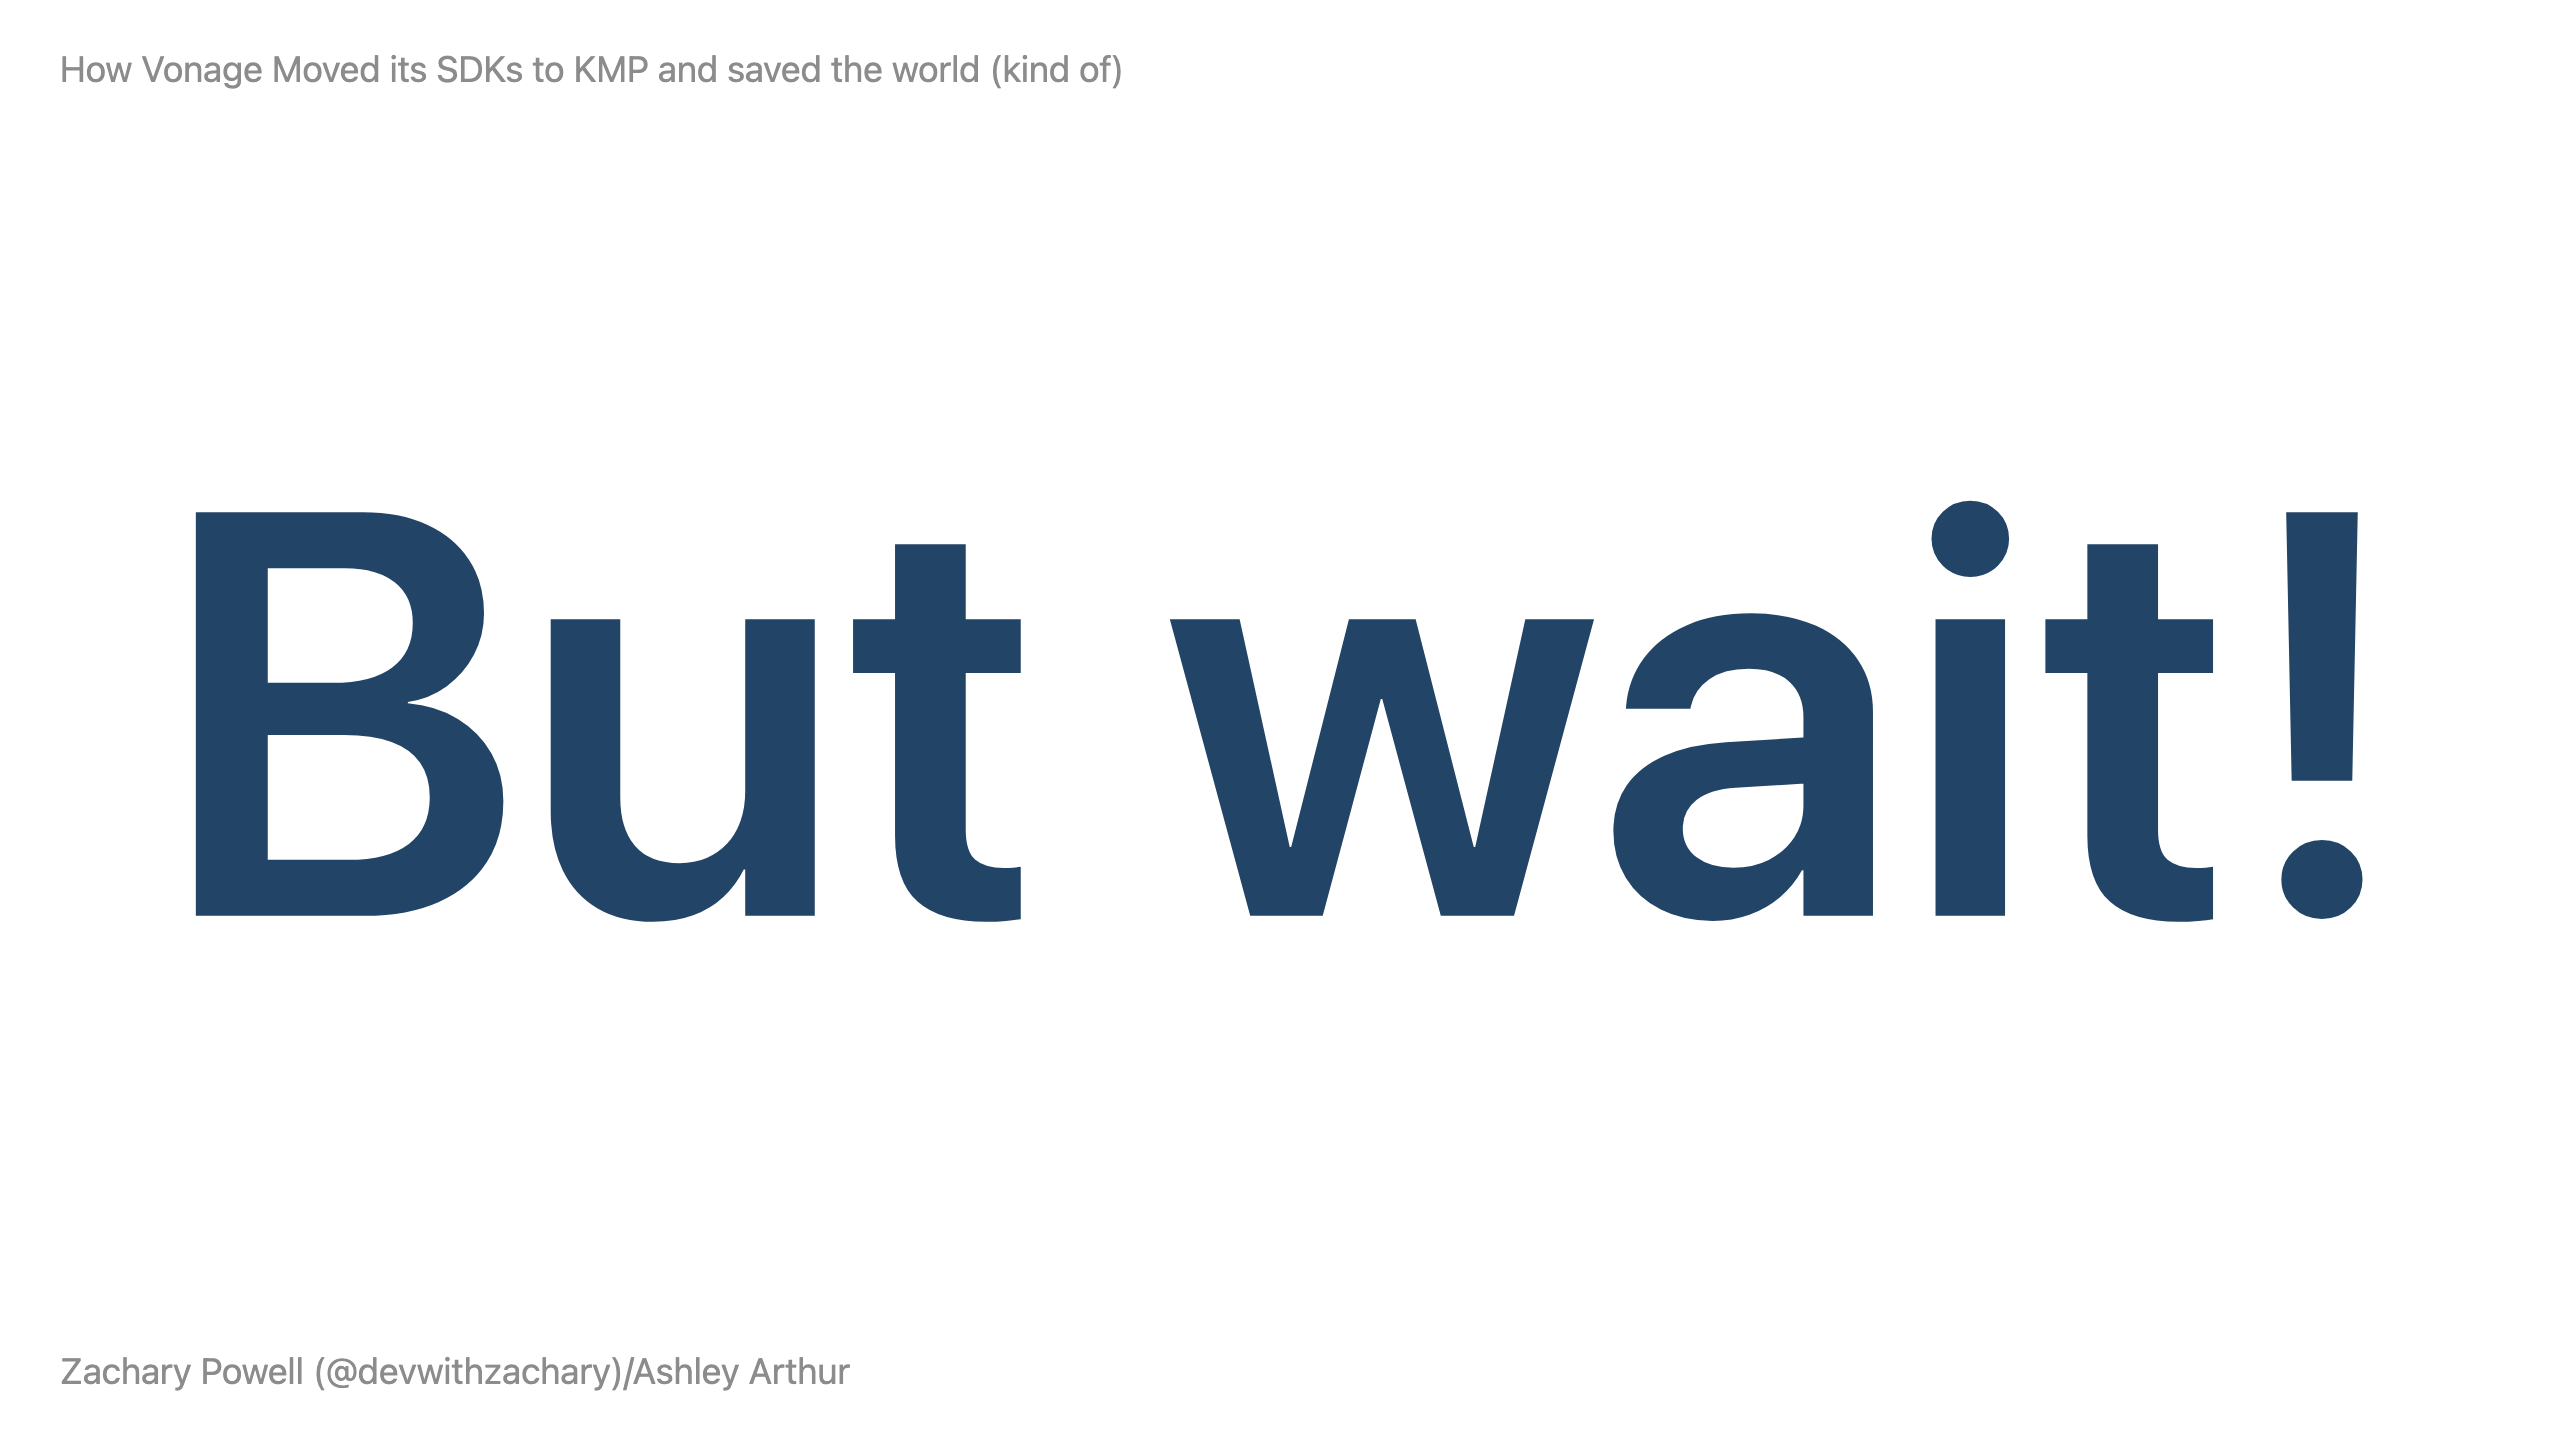 How Vonage Moved its SDKs to KMP and saved the world (kind of)
But wait!
Zachary Powell (@devwithzachary)/Ashley Arthur